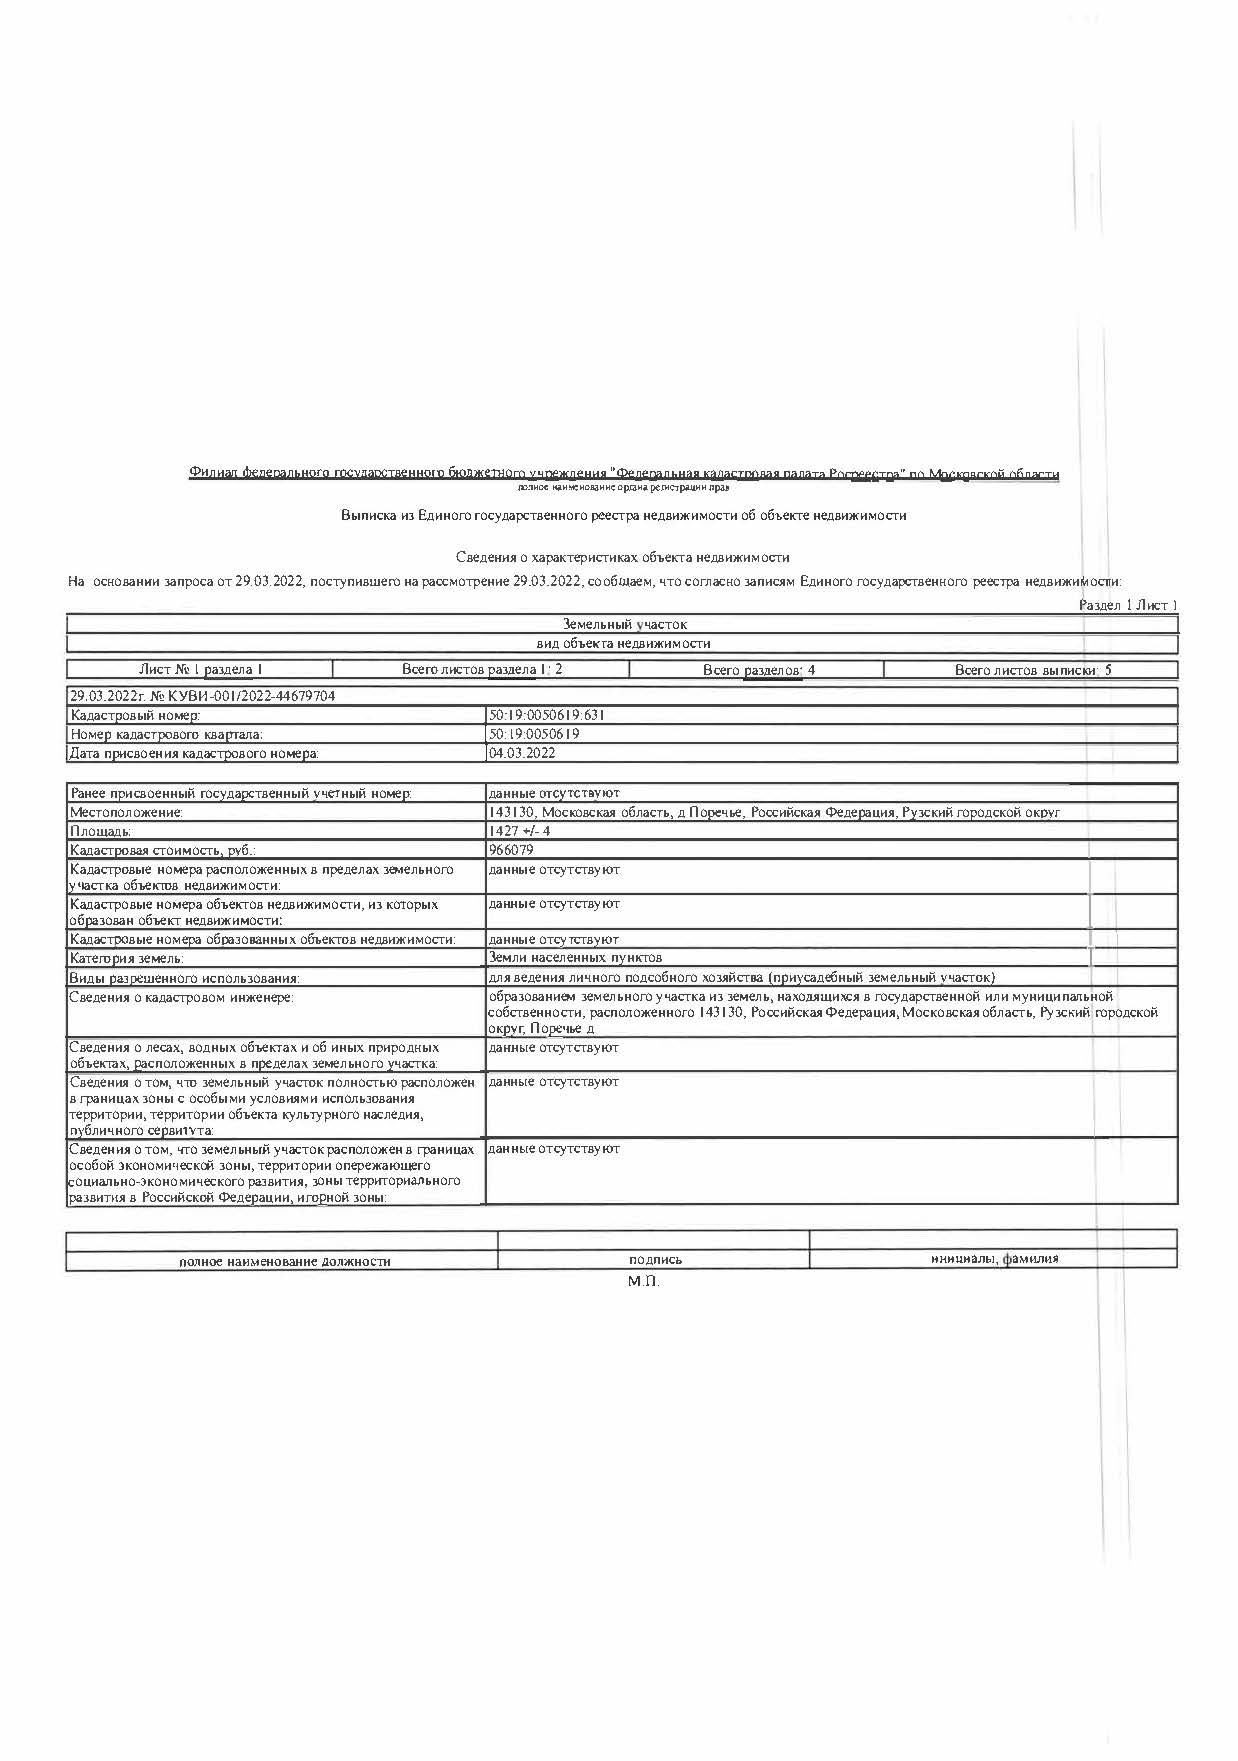 Филиал федерального государственного бюджетного учреждения "Федеральная кадастровая палата Росреестра" по Московской области
полное наименование органа регистрации прав
Выписка из Единого государственного реестра недвижимости об объекте недвижимости
Сведения о характеристиках объекта недвижимости
На основании запроса от 29.03.2022, поступившего на рассмотрение 29.03.2022, сообщаем, что согласно записям Единого государственного реестра недвижимости:
Раздел 1 Лист 1
Земельный участок
вид объекта недвижимости
Лист № 1 раздела 1 Всего листов раздела 1: 2 Всего разделов: 4 Всего листов выписки: 5
29.03.2022г. № КУВИ-001/2022-44679704
Кадастровый номер: 50:19:0050619:631
Номер кадастрового квартала: 50:19:0050619
Дата присвоения кадастрового номера: 04.03.2022
Ранее присвоенный государственный учетный номер: данные отсутствуют
Местоположение: 143130, Московская область, д Поречье, Российская Федерация, Рузский городской округ
Площадь: 1427 +/- 4
Кадастровая стоимость, руб.: 966079
Кадастровые номера расположенных в пределах земельного данные отсутствуют
участка объектов недвижимости:
Кадастровые номера объектов недвижимости, из которых данные отсутствуют
образован объект недвижимости:
Кадастровые номера образованных объектов недвижимости: данные отсутствуют
Категория земель: Земли населенных пунктов
Виды разрешенного использования: для ведения личного подсобного хозяйства (приусадебный земельный участок)
Сведения о кадастровом инженере: образованием земельного участка из земель, находящихся в государственной или муниципальной
собственности, расположенного 143130, Российская Федерация, Московская область, Рузский городской
округ, Поречье д
Сведения о лесах, водных объектах и об иных природных данные отсутствуют
объектах, расположенных в пределах земельного участка:
Сведения о том, что земельный участок полностью расположен данные отсутствуют
в границах зоны с особыми условиями использования
территории, территории объекта культурного наследия,
публичного сервитута:
Сведения о том, что земельный участок расположен в границах данные отсутствуют
особой экономической зоны, территории опережающего
социально-экономического развития, зоны территориального
развития в Российской Федерации, игорной зоны:
полное наименование должности подпись инициалы, фамилия
М.П.